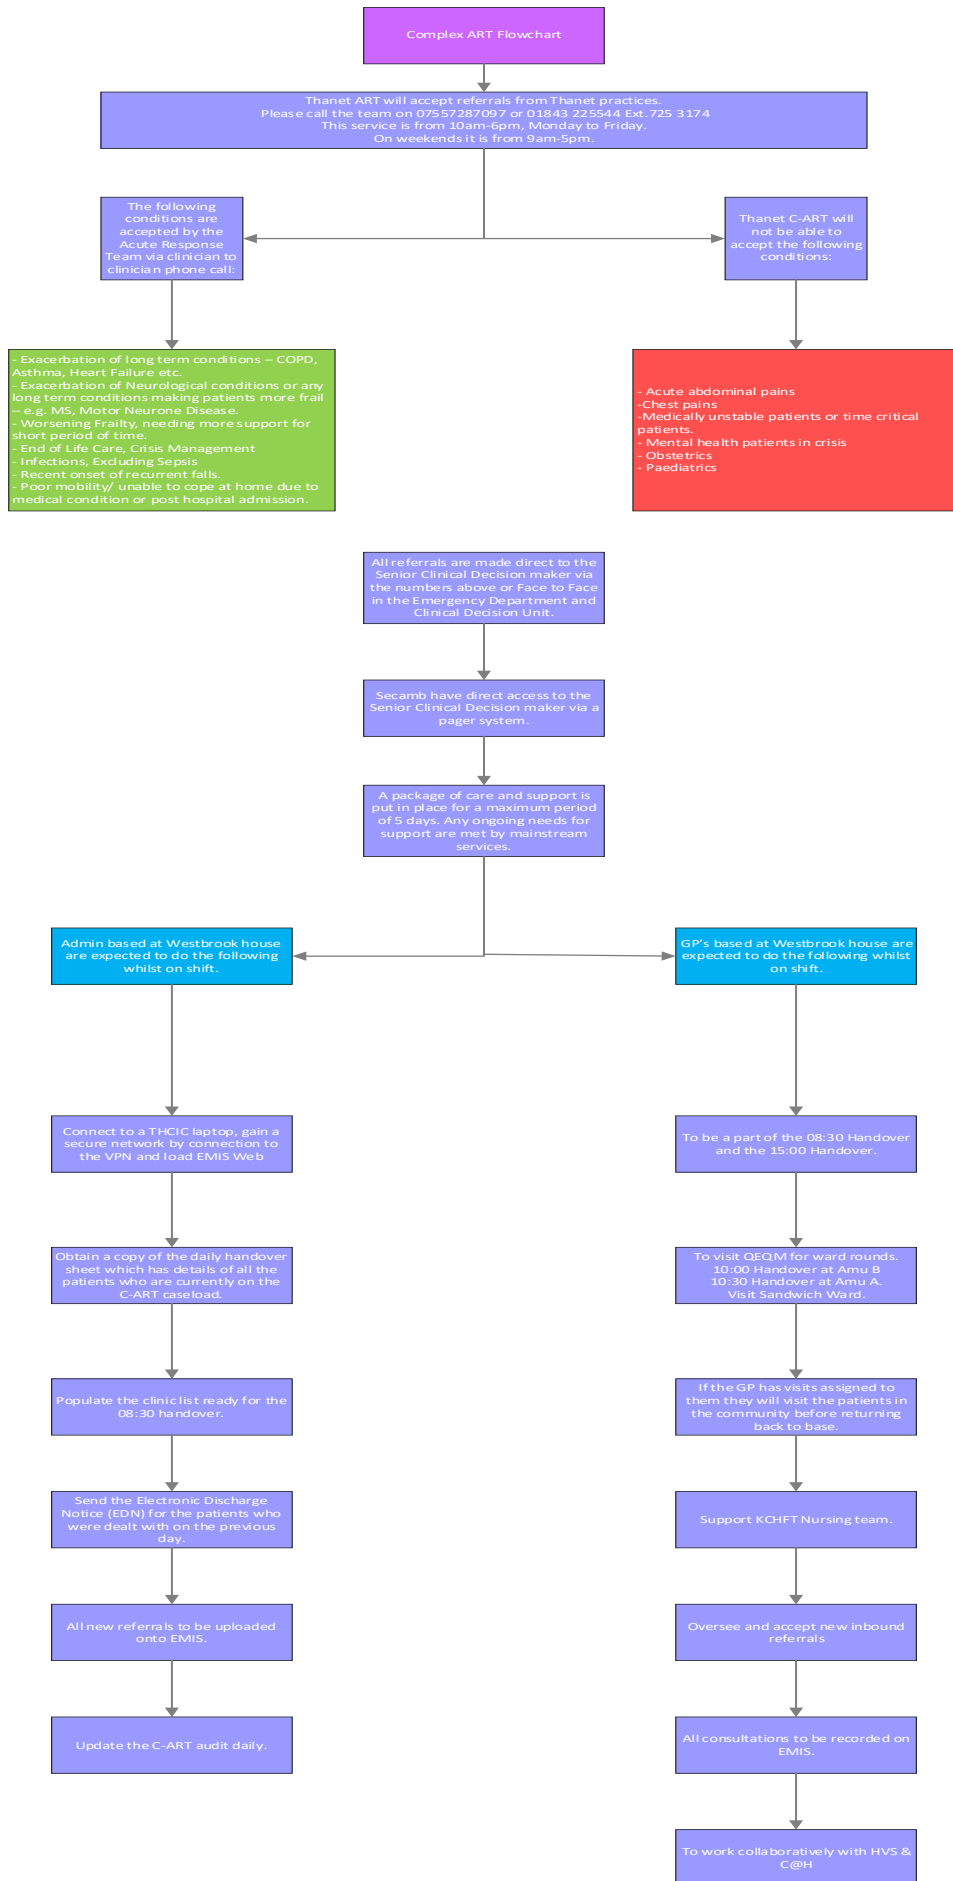 Complex ART Flowchart
Thanet ART will accept referrals from Thanet practices.
Please call the team on 07557287097 or 01843 225544 Ext.725 3174
This service is from 10am-6pm, Monday to Friday.
On weekends it is from 9am-5pm.
The following
conditions are
accepted by the
Acute Response
Team via clinician to
clinician phone call:
Thanet C-ART will
not be able to
accept the following
conditions:
- Exacerbation of long term conditions – COPD,
Asthma, Heart Failure etc.
- Exacerbation of Neurological conditions or any
long term conditions making patients more frail
– e.g. MS, Motor Neurone Disease.
- Worsening Frailty, needing more support for
short period of time.
- End of Life Care, Crisis Management
- Infections, Excluding Sepsis
- Recent onset of recurrent falls.
- Poor mobility/ unable to cope at home due to
medical condition or post hospital admission.
- Acute abdominal pains
-Chest pains
-Medically unstable patients or time critical
patients.
- Mental health patients in crisis
- Obstetrics
- Paediatrics
All referrals are made direct to the
Senior Clinical Decision maker via
the numbers above or Face to Face
in the Emergency Department and
Clinical Decision Unit.
Secamb have direct access to the
Senior Clinical Decision maker via a
pager system.
A package of care and support is
put in place for a maximum period
of 5 days. Any ongoing needs for
support are met by mainstream
services.
Admin based at Westbrook house
are expected to do the following
whilst on shift.
Connect to a THCIC laptop, gain a
secure network by connection to
the VPN and load EMIS Web
Obtain a copy of the daily handover
sheet which has details of all the
patients who are currently on the
C-ART caseload.
Populate the clinic list ready for the
08:30 handover.
Send the Electronic Discharge
Notice (EDN) for the patients who
were dealt with on the previous
day.
All new referrals to be uploaded
onto EMIS.
Update the C-ART audit daily.
GP's based at Westbrook house are
expected to do the following whilst
on shift.
To be a part of the 08:30 Handover
and the 15:00 Handover.
To visit QEQM for ward rounds.
10:00 Handover at Amu B
10:30 Handover at Amu A.
Visit Sandwich Ward.
If the GP has visits assigned to
them they will visit the patients in
the community before returning
back to base.
Support KCHFT Nursing team.
Oversee and accept new inbound
referrals
All consultations to be recorded on
EMIS.
To work collaboratively with HVS &
C@H